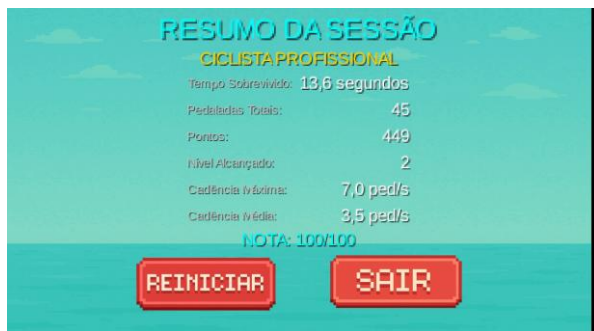 RESUMO DA SESSÃO
CICLISTA PROFISSIONAL
Tempo Sobrevivido: 13,6 segundos
Pedaladas Totais: 45
Pontos: 449
Nível Alcançado: 2
Cadência Máxima: 7,0 ped/s
Cadência Média: 3,5 ped/s
NOTA: 100/100
REINICIAR SAIR